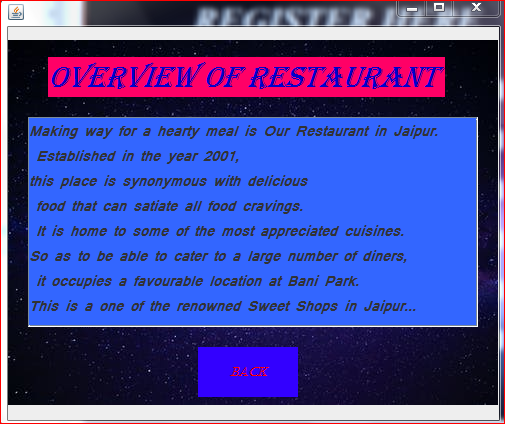 REGISTER HERE
OVERVIEW OF RESTAURANT
Making way for a hearty meal is Our Restaurant in Jaipur.
Established in the year 2001,
this place is synonymous with delicious
food that can satiate all food cravings.
It is home to some of the most appreciated cuisines.
So as to be able to cater to a large number of diners,
it occupies a favourable location at Bani Park.
This is a one of the renowned Sweet Shops in Jaipur...
BACK